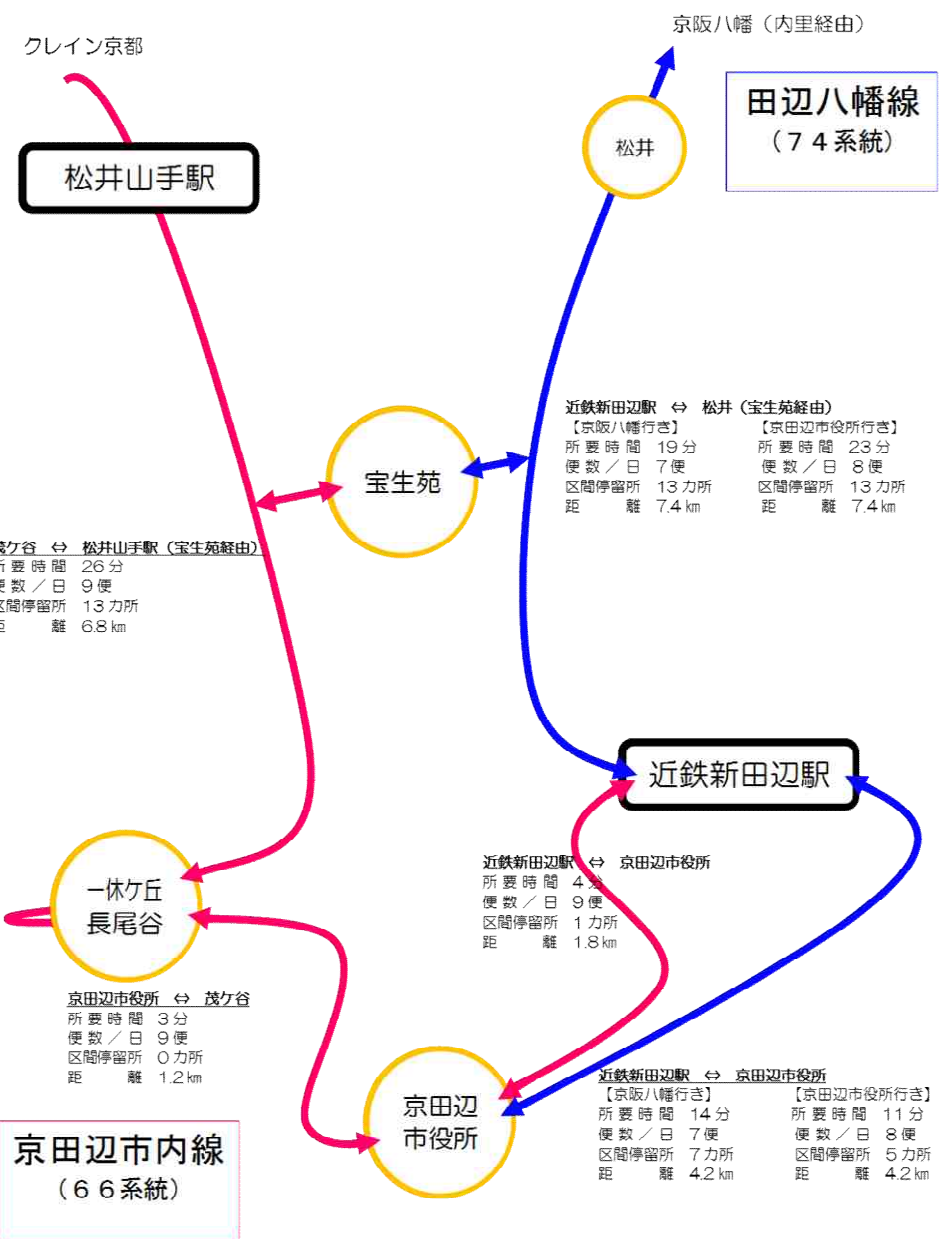 クレイン京都
京阪八幡（内里経由）
田辺八幡線
（７４系統）
松井
松井山手駅
近鉄新田辺駅 ⇔ 松井（宝生苑経由）
【京阪八幡行き】 【京田辺市役所行き】
所要時間 19分 所要時間 23分
便数／日 7便 便数／日 8便
区間停留所 13カ所 区間停留所 13カ所
距離 7.4km 距離 7.4km
宝生苑
茂ケ谷 ⇔ 松井山手駅（宝生苑経由）
所要時間 26分
便数／日 9便
区間停留所 13カ所
距離 6.8km
近鉄新田辺駅
近鉄新田辺駅 ⇔ 京田辺市役所
所要時間 4分
便数／日 9便
区間停留所 1カ所
距離 1.8km
一休ケ丘
長尾谷
京田辺市役所 ⇔ 茂ケ谷
所要時間 3分
便数／日 9便
区間停留所 0カ所
距離 1.2km
京田辺
市役所
近鉄新田辺駅 ⇔ 京田辺市役所
【京阪八幡行き】 【京田辺市役所行き】
所要時間 14分 所要時間 11分
便数／日 7便 便数／日 8便
区間停留所 7カ所 区間停留所 5カ所
距離 4.2km 距離 4.2km
京田辺市内線
（６６系統）